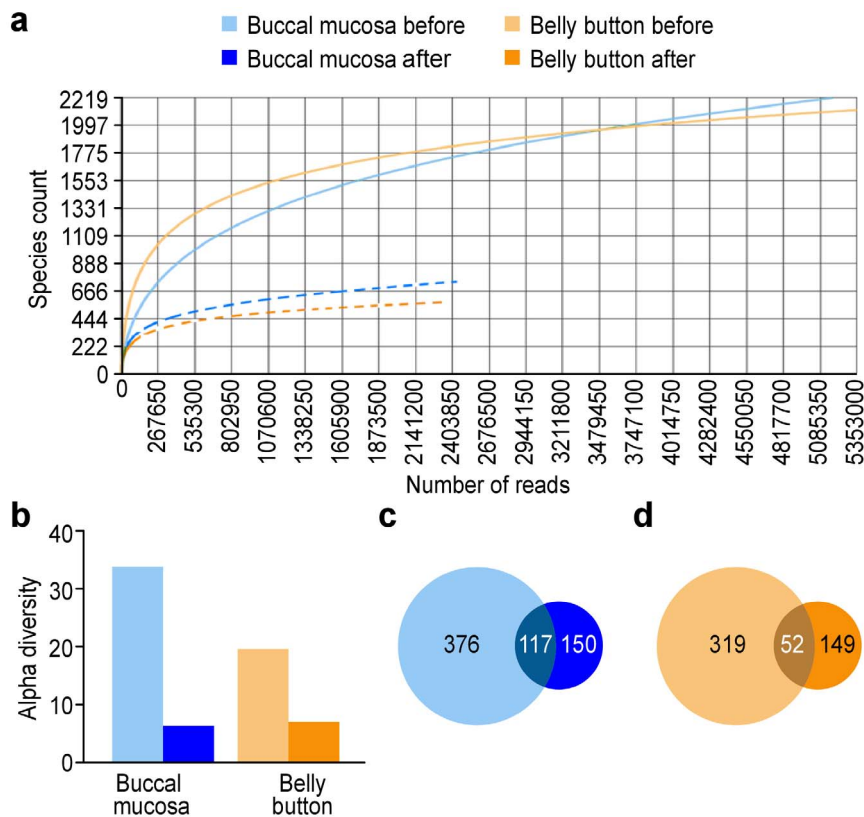 a
Buccal mucosa before
Belly button before
Buccal mucosa after
Belly button after
2219
1997
1775
1553
1331
1109
888
666
444
222
0
Species count
0
267650
535300
802950
1070600
1338250
1605900
1873500
2141200
2403850
2676500
2944150
3211800
3479450
3747100
4014750
4282400
4550050
4817700
5085350
5353000
Number of reads
b
40
30
20
10
0
Alpha diversity
Buccal
mucosa
Belly
button
c
376
117
150
d
319
52
149